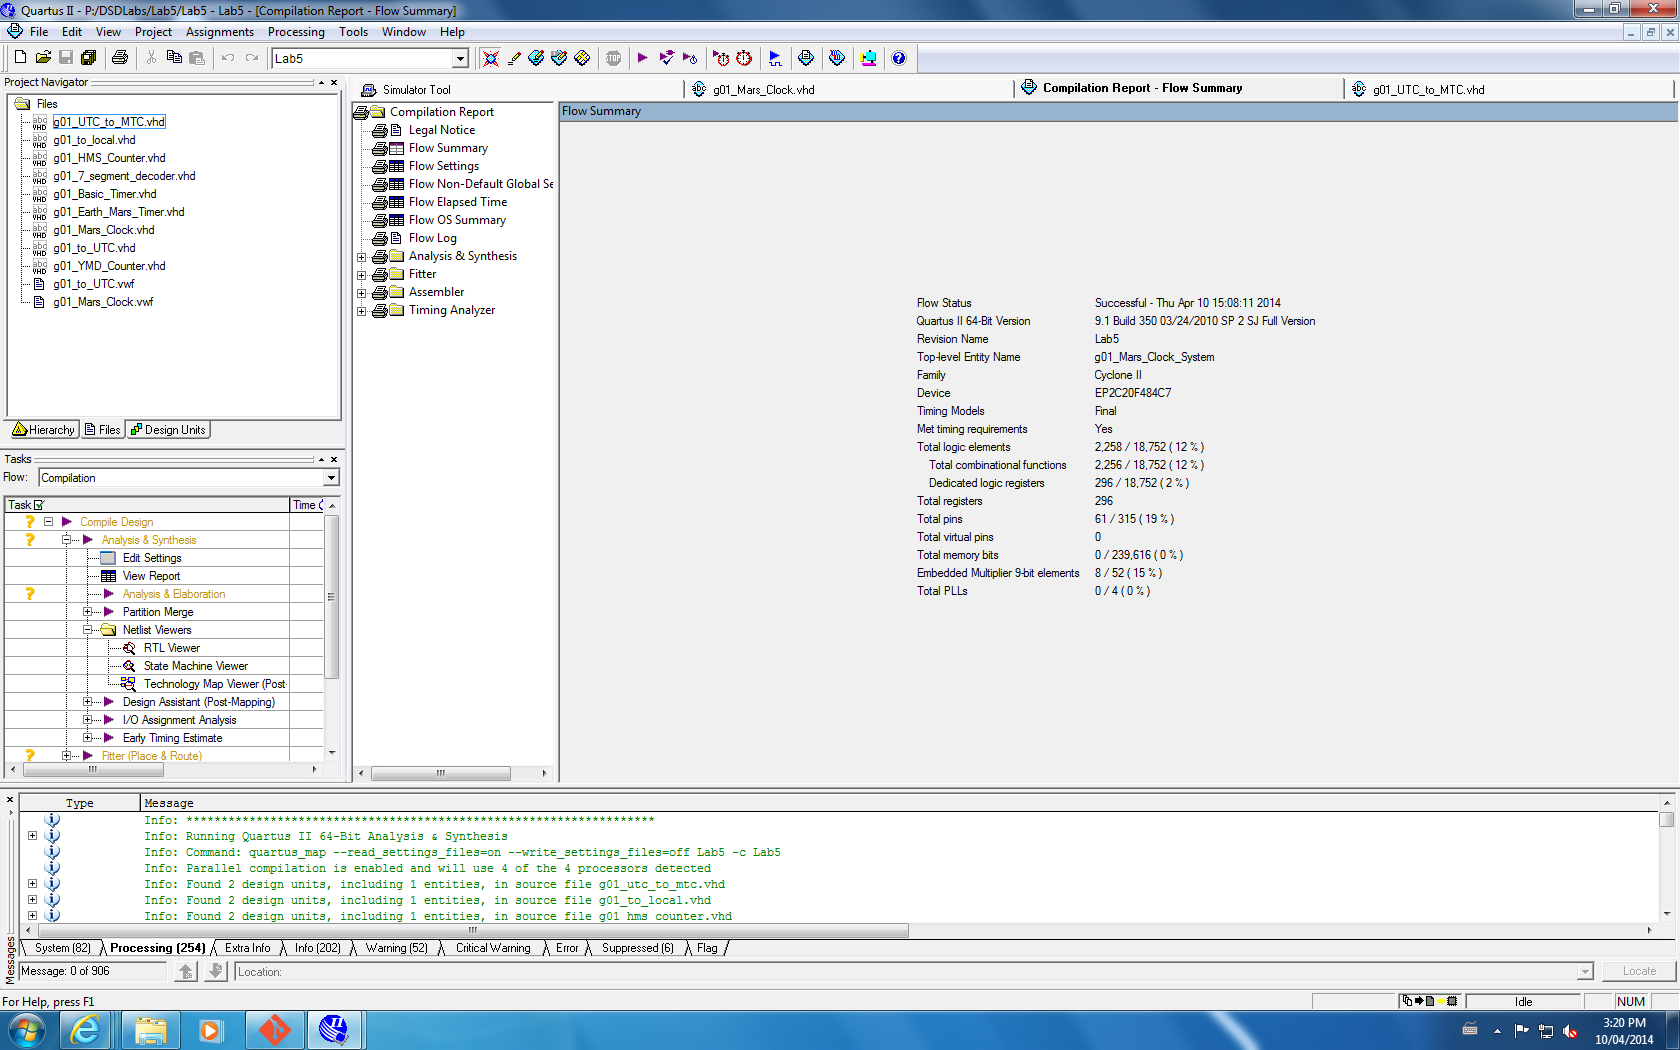 Quartus II - P:/DSDLabs/Lab5/Lab5 - Lab5 - [Compilation Report - Flow Summary]
File Edit View Project Assignments Processing Tools Window Help
Lab5
Project Navigator
Files
g01_UTC_to_MTC.vhd
g01_to_local.vhd
g01_HMS_Counter.vhd
g01_7_segment_decoder.vhd
g01_Basic_Timer.vhd
g01_Earth_Mars_Timer.vhd
g01_Mars_Clock.vhd
g01_to_UTC.vhd
g01_YMD_Counter.vhd
g01_to_UTC.vwf
g01_Mars_Clock.vwf
Hierarchy Files Design Units
Tasks
Flow: Compilation
Task Time (
Compile Design
Analysis & Synthesis
Edit Settings
View Report
Analysis & Elaboration
Partition Merge
Netlist Viewers
RTL Viewer
State Machine Viewer
Technology Map Viewer (Post-
Design Assistant (Post-Mapping)
I/O Assignment Analysis
Early Timing Estimate
Fitter (Place & Route)
Simulator Tool g01_Mars_Clock.vhd Compilation Report - Flow Summary g01_UTC_to_MTC.vhd
Compilation Report
Legal Notice
Flow Summary
Flow Settings
Flow Non-Default Global Se
Flow Elapsed Time
Flow OS Summary
Flow Log
Analysis & Synthesis
Fitter
Assembler
Timing Analyzer
Flow Summary
Flow Status Successful - Thu Apr 10 15:08:11 2014
Quartus II 64-Bit Version 9.1 Build 350 03/24/2010 SP 2 SJ Full Version
Revision Name Lab5
Top-level Entity Name g01_Mars_Clock_System
Family Cyclone II
Device EP2C20F484C7
Timing Models Final
Met timing requirements Yes
Total logic elements 2,258 / 18,752 ( 12 % )
Total combinational functions 2,256 / 18,752 ( 12 % )
Dedicated logic registers 296 / 18,752 ( 2 % )
Total registers 296
Total pins 61 / 315 ( 19 % )
Total virtual pins 0
Total memory bits 0 / 239,616 ( 0 % )
Embedded Multiplier 9-bit elements 8 / 52 ( 15 % )
Total PLLs 0 / 4 ( 0 % )
Type Message
Info: *******************************************************************
Info: Running Quartus II 64-Bit Analysis & Synthesis
Info: Command: quartus_map --read_settings_files=on --write_settings_files=off Lab5 -c Lab5
Info: Parallel compilation is enabled and will use 4 of the 4 processors detected
Info: Found 2 design units, including 1 entities, in source file g01_utc_to_mtc.vhd
Info: Found 2 design units, including 1 entities, in source file g01_to_local.vhd
Info: Found 2 design units, including 1 entities, in source file g01 hms counter.vhd
System (82) Processing (254) Extra Info Info (202) Warning (52) Critical Warning Error Suppressed (6) Flag
Messages
Message: 0 of 906 Location: Locate
For Help, press F1 Idle NUM
3:20 PM
10/04/2014